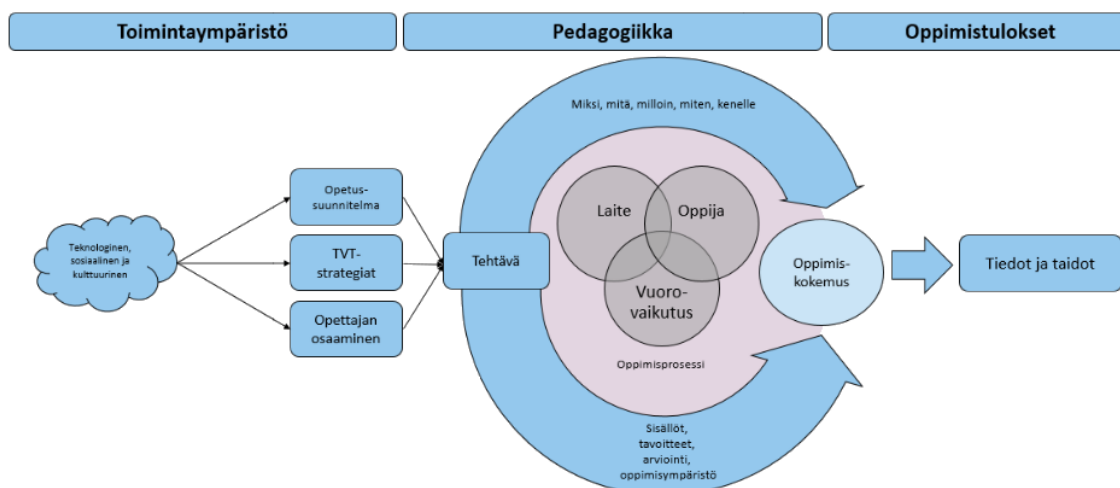 Toimintaympäristö
Pedagogiikka
Oppimistulokset
Miksi, mitä, milloin, miten, kenelle
Teknologinen,
sosiaalinen ja
kulttuurinen
Opetus-
suunnitelma
TVT-
strategiat
Opettajan
osaaminen
Tehtävä
Laite
Oppija
Vuoro-
vaikutus
Oppimisprosessi
Oppimis-
kokemus
Tiedot ja taidot
Sisällöt,
tavoitteet,
arviointi,
oppimisympäristö